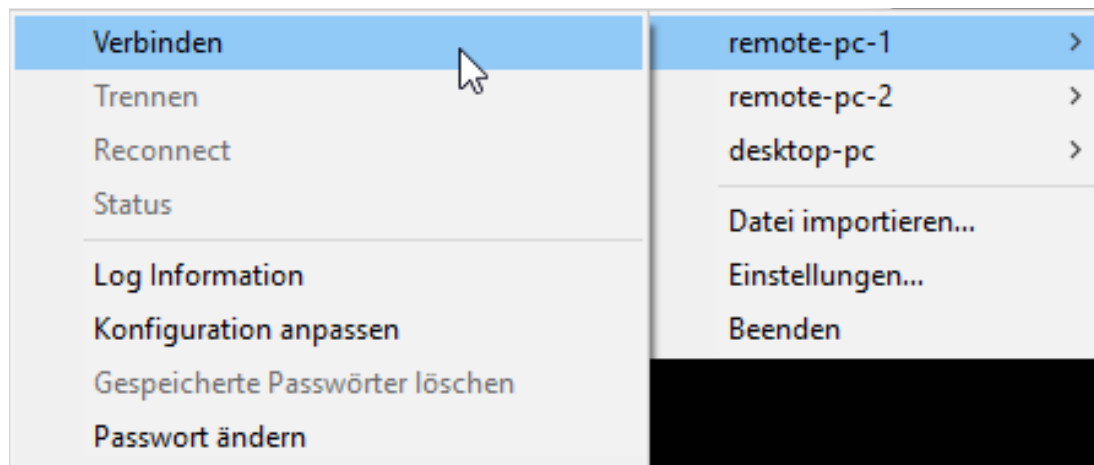 Verbinden
Trennen
Reconnect
Status
Log Information
Konfiguration anpassen
Gespeicherte Passwörter löschen
Passwort ändern
remote-pc-1
remote-pc-2
desktop-pc
Datei importieren...
Einstellungen...
Beenden